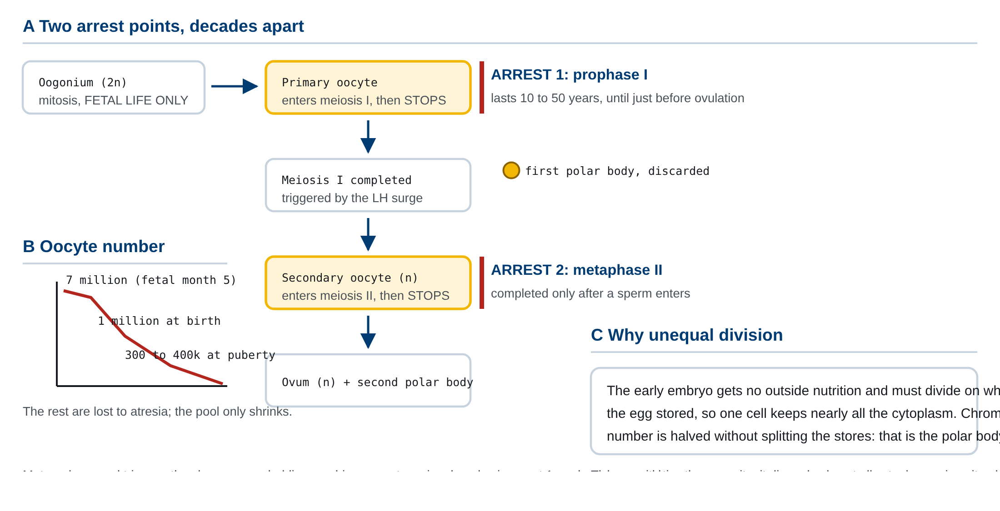 A Two arrest points, decades apart
Oogonium (2n)
mitosis, FETAL LIFE ONLY
Primary oocyte
enters meiosis I, then STOPS
ARREST 1: prophase I
lasts 10 to 50 years, until just before ovulation
Meiosis I completed
triggered by the LH surge
first polar body, discarded
B Oocyte number
7 million (fetal month 5)
1 million at birth
300 to 400k at puberty
The rest are lost to atresia; the pool only shrinks.
Secondary oocyte (n)
enters meiosis II, then STOPS
ARREST 2: metaphase II
completed only after a sperm enters
Ovum (n) + second polar body
C Why unequal division
The early embryo gets no outside nutrition and must divide on
the egg stored, so one cell keeps nearly all the cytoplasm.
number is halved without splitting the stores: that is the polar